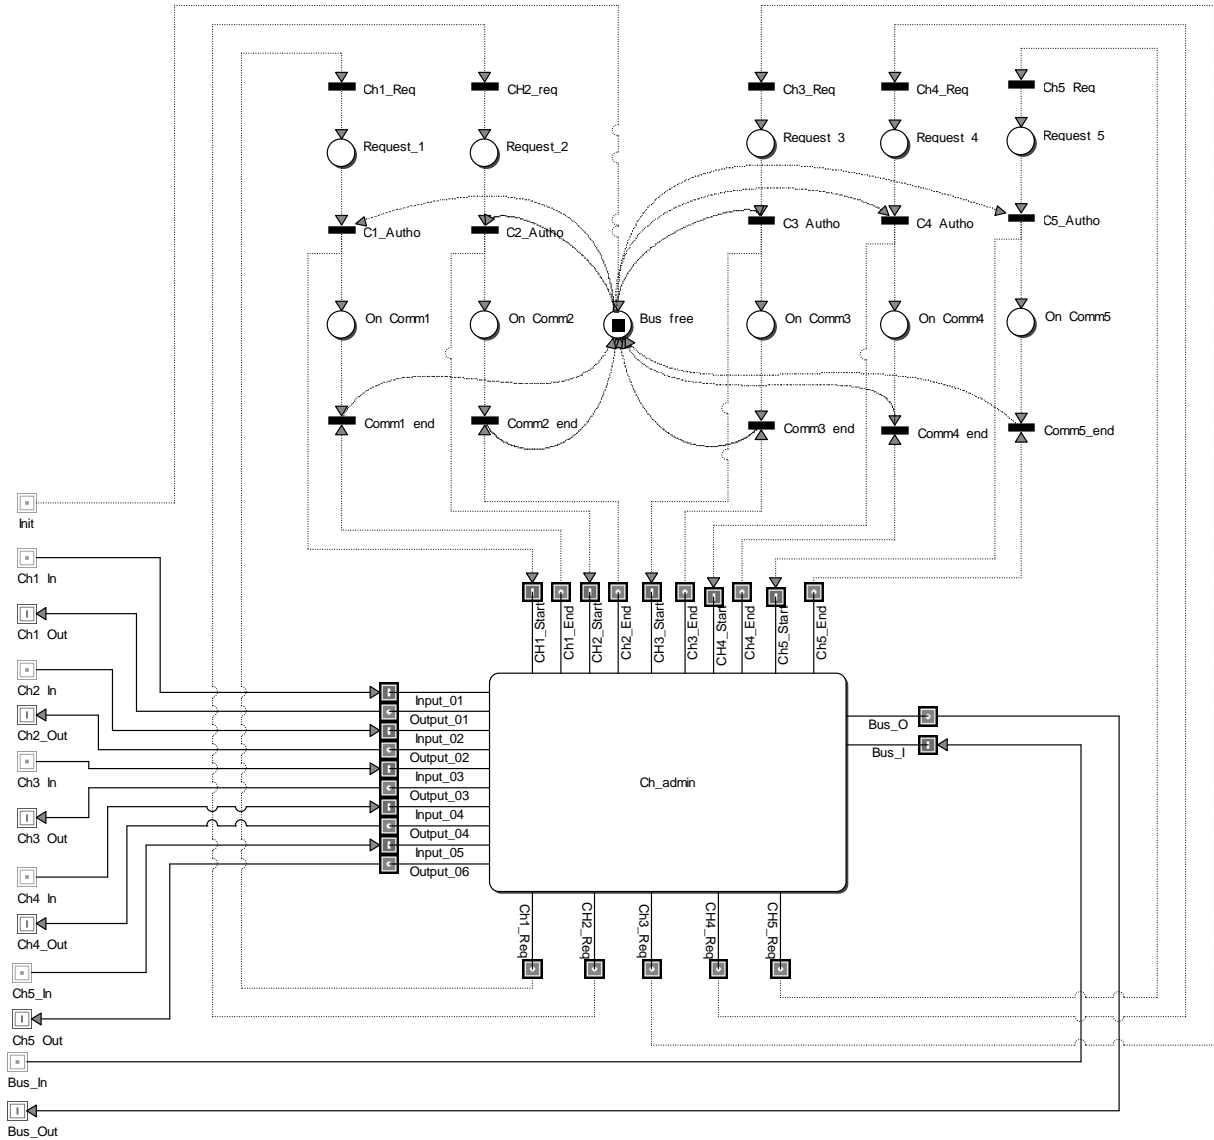 Ch1_Req
CH2_req
Ch3_Req
Ch4_Req
Ch5 Req
Request_1
Request_2
Request 3
Request 4
Request 5
C1_Autho
C2_Autho
C3 Autho
C4 Autho
C5_Autho
On Comm1
On Comm2
Bus free
On Comm3
On Comm4
On Comm5
Comm1 end
Comm2 end
Comm3 end
Comm4 end
Comm5_end
Init
Ch1 In
Ch1 Out
Ch2 In
Ch2_Out
Ch3 In
Ch3 Out
Ch4 In
Ch4_Out
Ch5_In
Ch5 Out
Bus_In
Bus_Out
CH1_Start
Ch1_End
CH2_Start
Ch2_End
CH3_Start
Ch3_End
CH4_Start
Ch4_End
Ch5_Start
Ch5_End
Input_01
Output_01
Input_02
Output_02
Input_03
Output_03
Input_04
Output_04
Input_05
Output_06
Ch_admin
Bus_O
Bus_I
Ch1_Req
CH2_Req
Ch3_Req
CH4_Req
CH5_Req